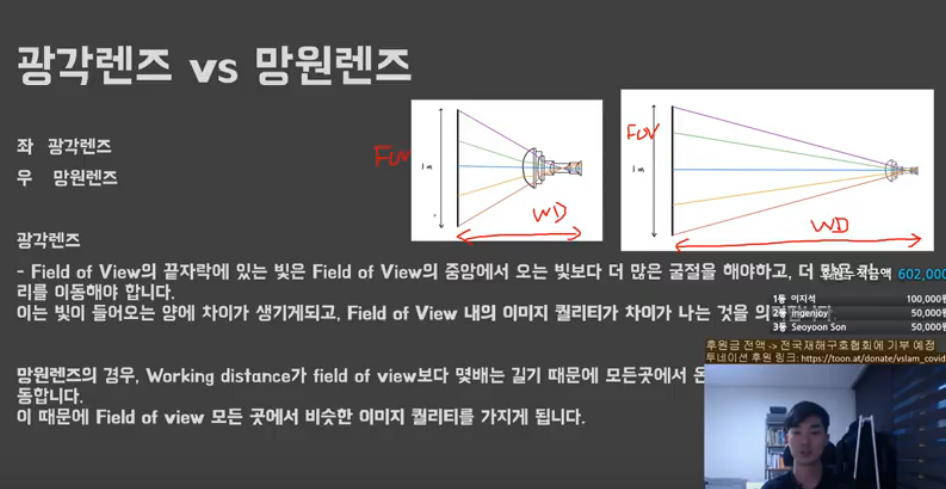 광각렌즈 vs 망원렌즈
좌 광각렌즈
우 망원렌즈
FOV
1m
WD
FOV
1m
WD
광각렌즈
- Field of View의 끝자락에 있는 빛은 Field of View의 중앙에서 오는 빛보다 더 많은 굴절을 해야하고, 더
리를 이동해야 합니다.
이는 빛이 들어오는 양에 차이가 생기게되고, Field of View 내의 이미지 퀄리티가 차이가 나는 것을
602,000
1등 이지석 100,000원
2등 ingenjoy 50,000원
3등 Seoyoon Son 50,000원
후원금 전액 -> 전국재해구호협회에 기부 예정
투네이션 후원 링크: https://toon.at/donate/vslam_covid
망원렌즈의 경우, Working distance가 field of view보다 몇배는 길기 때문에 모든곳에서
동합니다.
이 때문에 Field of view 모든 곳에서 비슷한 이미지 퀄리티를 가지게 됩니다.